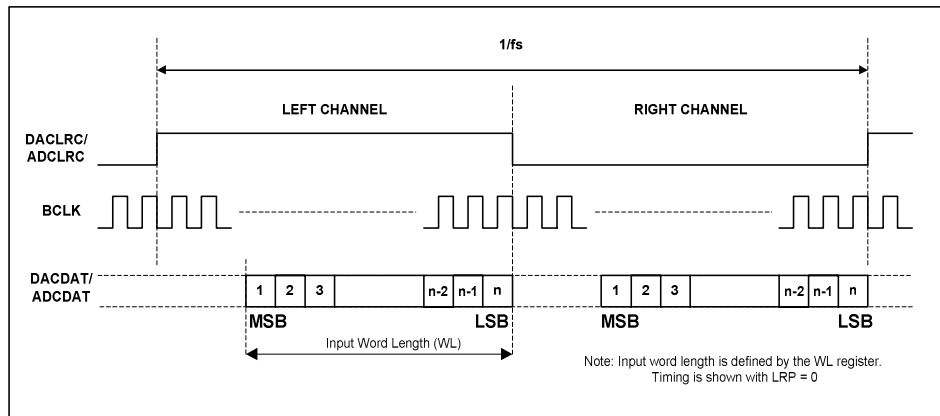 1/fs
LEFT CHANNEL
RIGHT CHANNEL
DACLRC/
ADCLRC
BCLK
DACDAT/
ADCDAT
1 2 3 n-2 n-1 n 1 2 3 n-2 n-1 n
MSB LSB MSB LSB
Input Word Length (WL)
Note: Input word length is defined by the WL register.
Timing is shown with LRP = 0